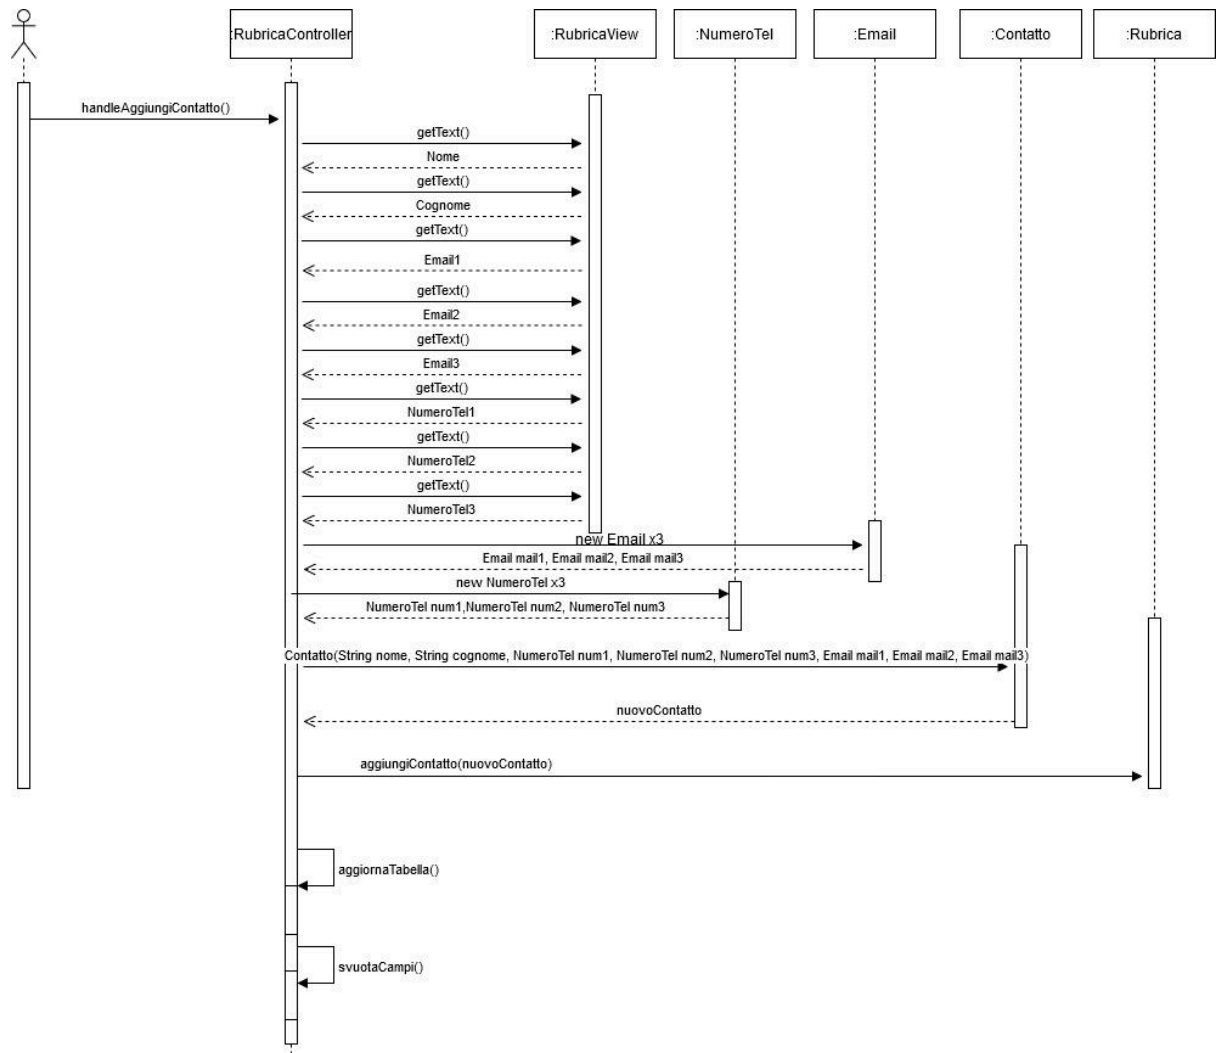 :RubricaController
:RubricaView
:NumeroTel
:Email
:Contatto
:Rubrica
handleAggiungiContatto()
getText()
Nome
getText()
Cognome
getText()
Email1
getText()
Email2
getText()
Email3
getText()
NumeroTel1
getText()
NumeroTel2
getText()
NumeroTel3
new Email x3
Email mail1, Email mail2, Email mail3
new NumeroTel x3
NumeroTel num1,NumeroTel num2, NumeroTel num3
Contatto(String nome, String cognome, NumeroTel num1, NumeroTel num2, NumeroTel num3, Email mail1, Email mail2, Email mail3)
nuovoContatto
aggiungiContatto(nuovoContatto)
aggiornaTabella()
svuotaCampi()